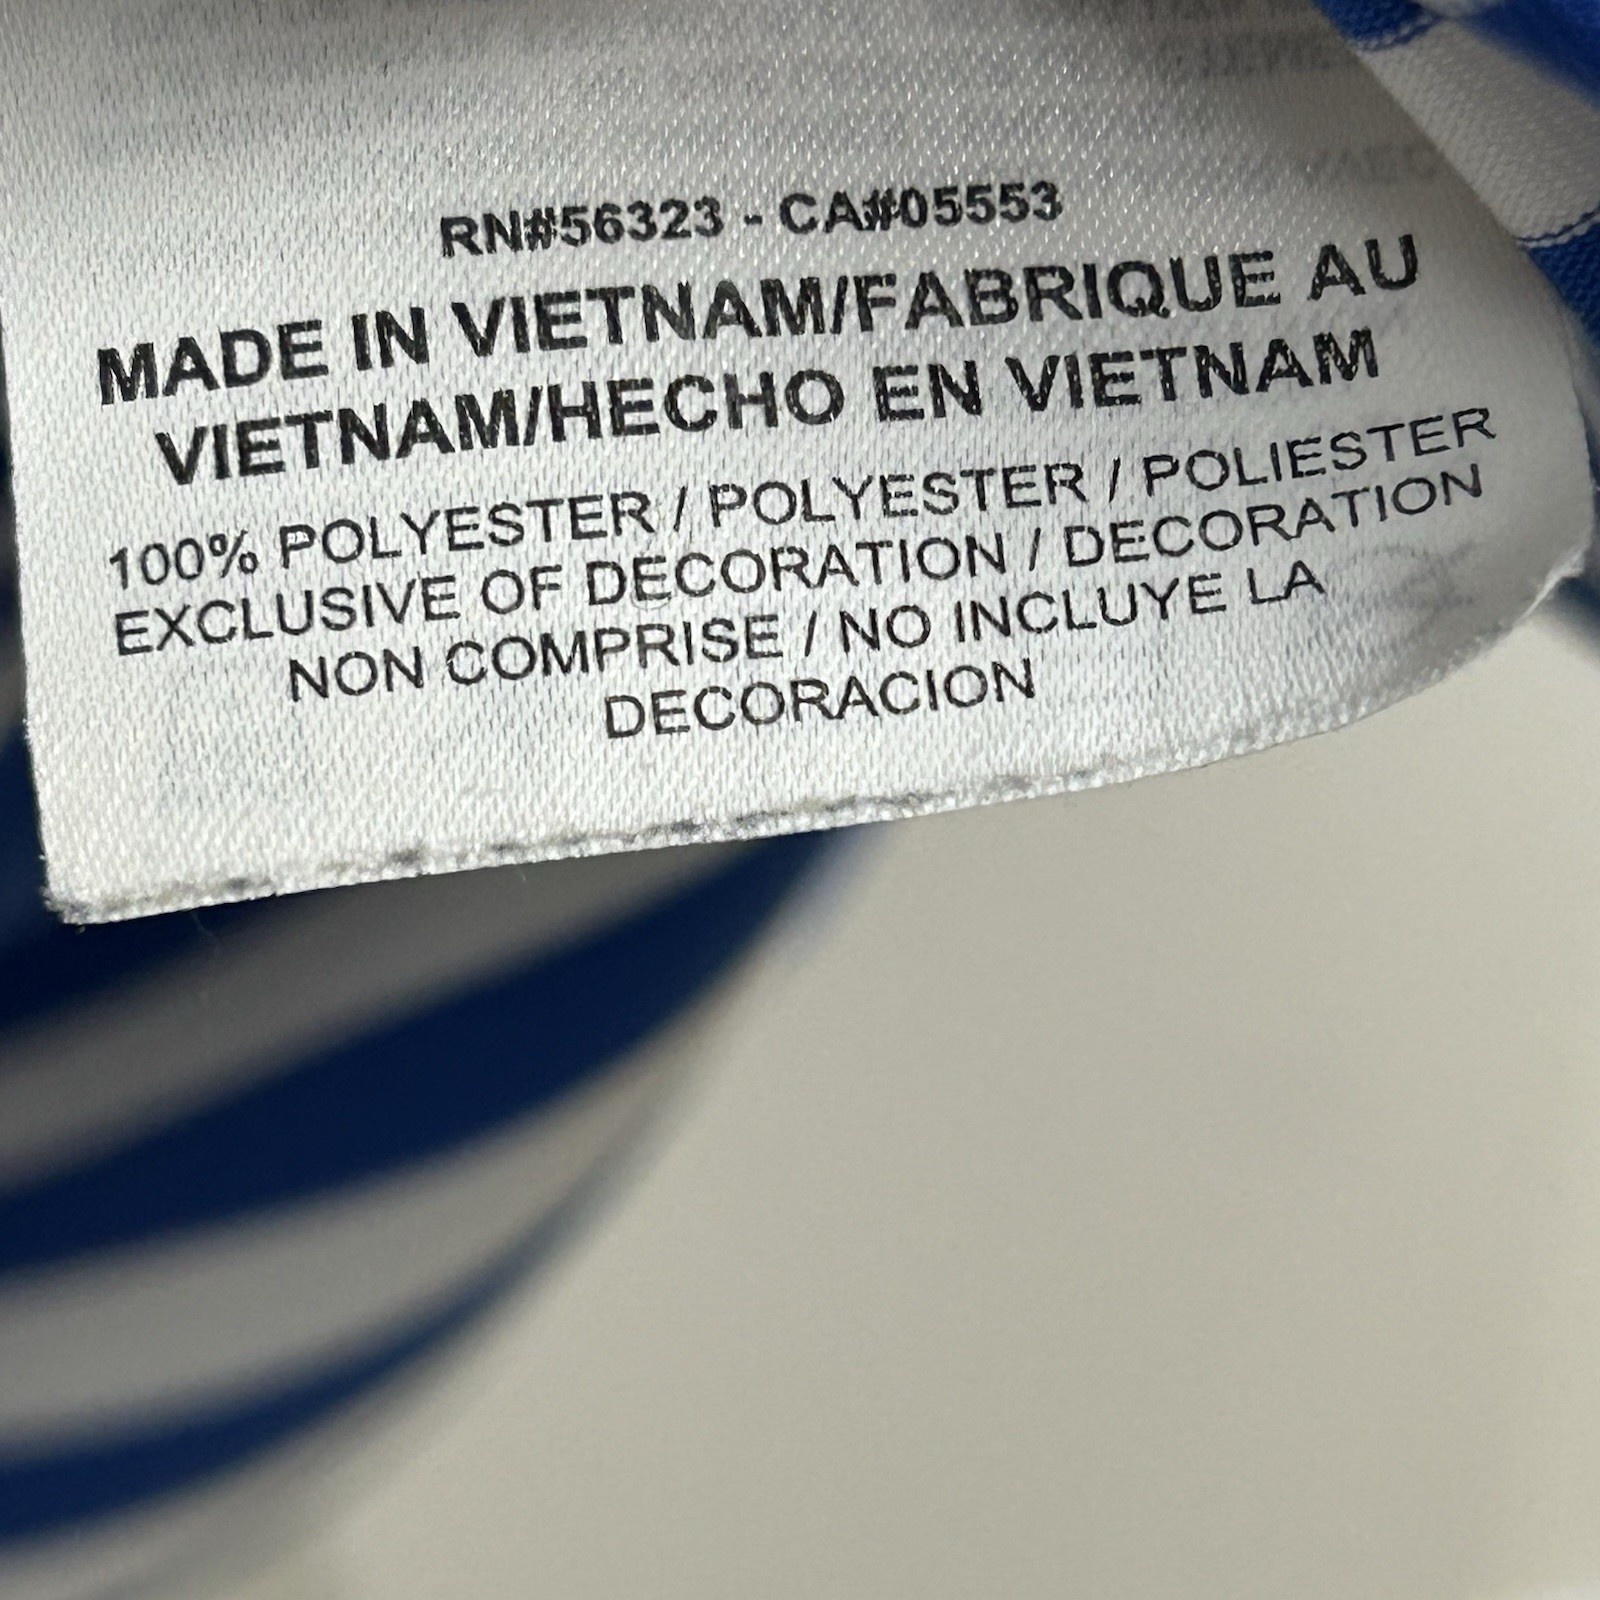 RN#56323 - CA#05553
MADE IN VIETNAM/FABRIQUE AU
VIETNAM/HECHO EN VIETNAM
100% POLYESTER / POLYESTER / POLIESTER
EXCLUSIVE OF DECORATION / DECORATION
NON COMPRISE / NO INCLUYE LA
DECORACION